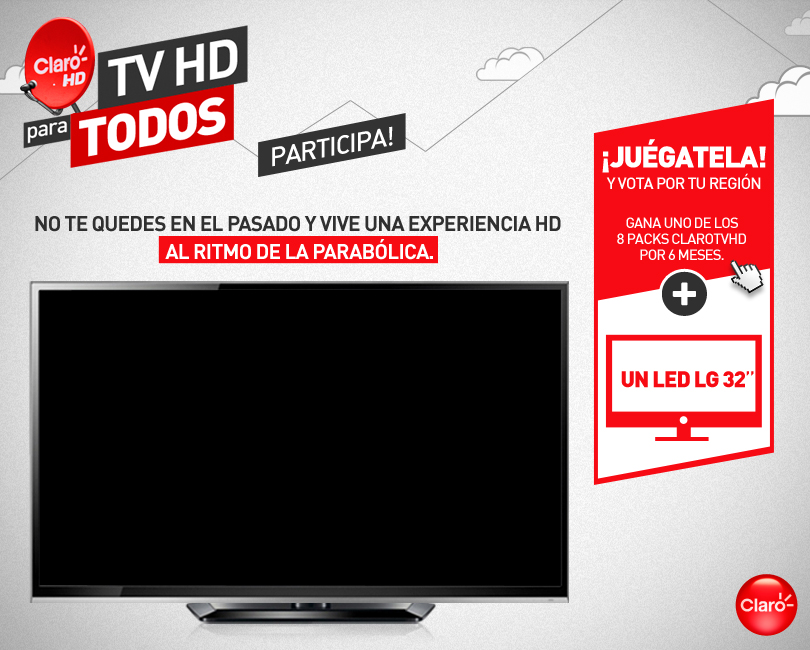 Claro
HD
TV HD
para
TODOS
PARTICIPA!
NO TE QUEDES EN EL PASADO Y VIVE UNA EXPERIENCIA HD
AL RITMO DE LA PARABÓLICA.
¡JUÉGATELA!
Y VOTA POR TU REGIÓN
GANA UNO DE LOS
8 PACKS CLAROTVHD
POR 6 MESES.
+
UN LED LG 32’’
Claro